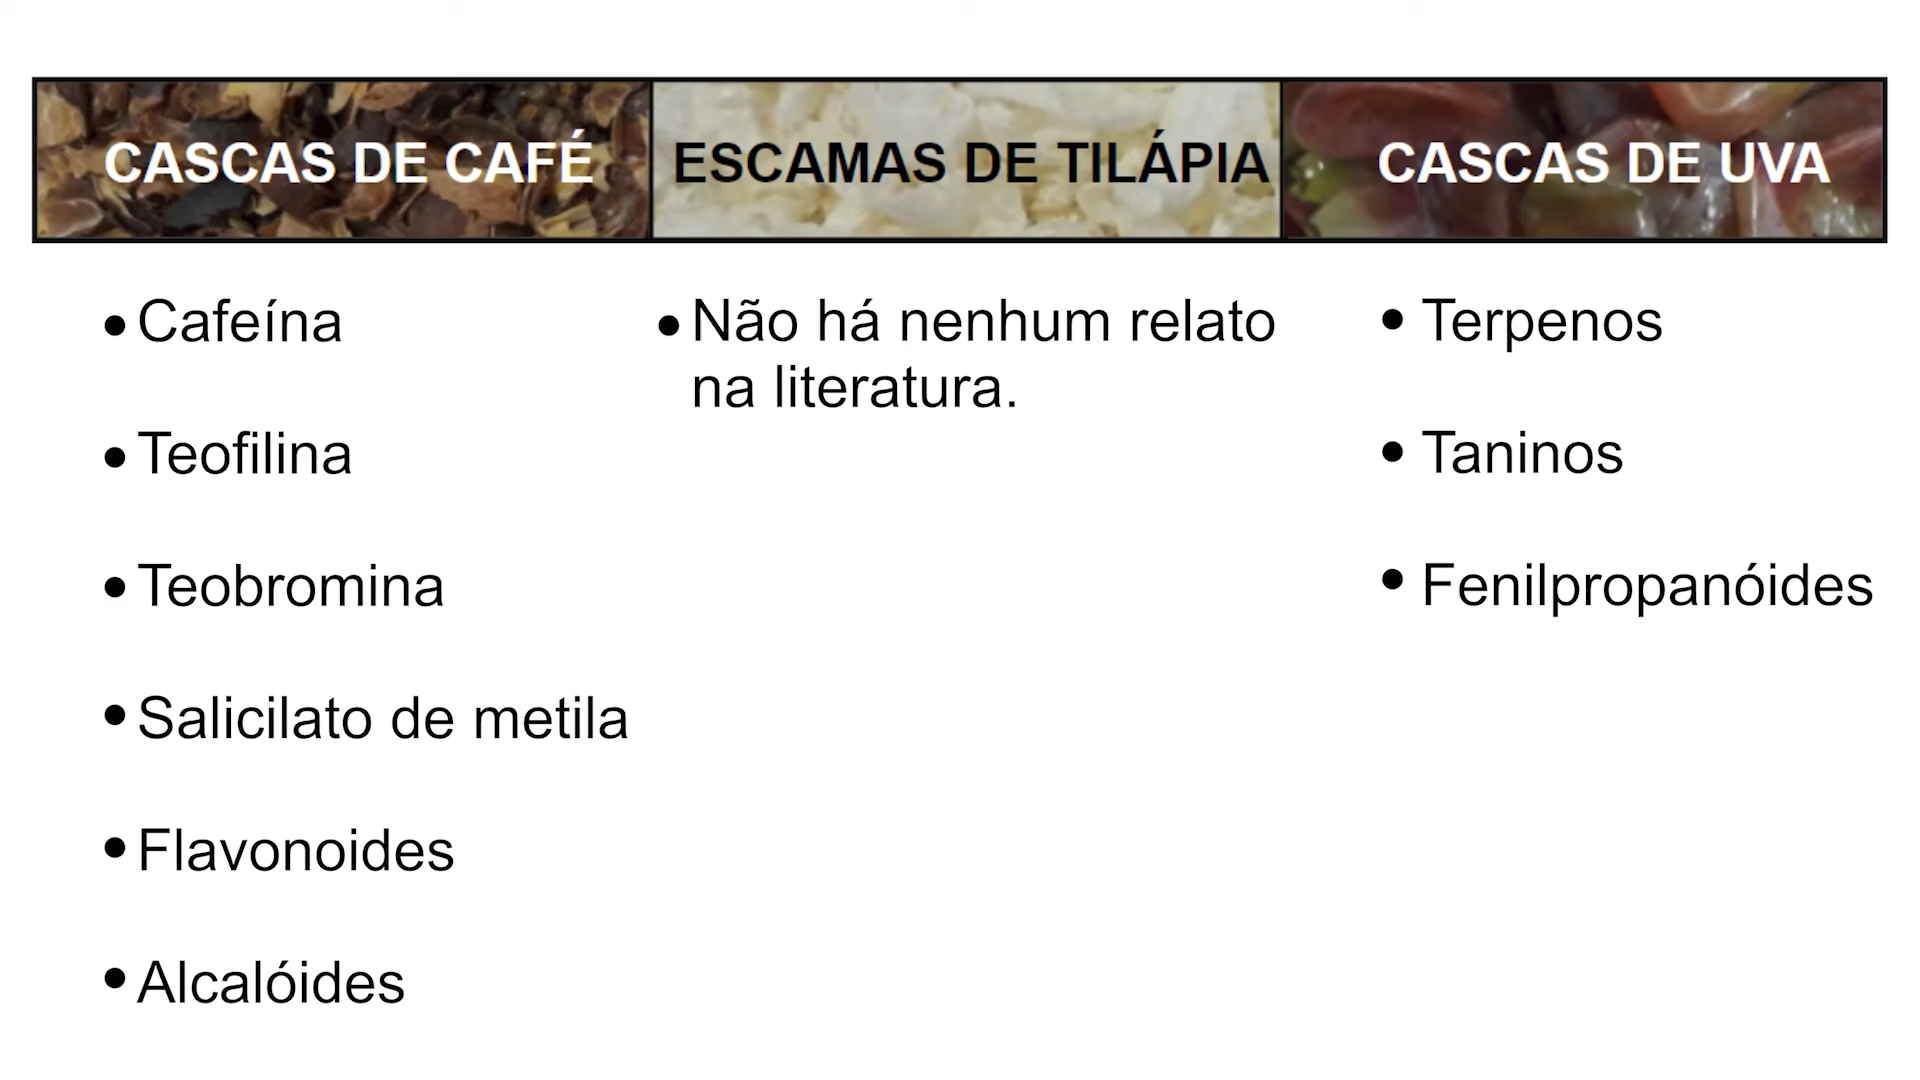 CASCAS DE CAFÉ
ESCAMAS DE TILÁPIA
CASCAS DE UVA
• Cafeína
• Teofilina
• Teobromina
• Salicilato de metila
• Flavonoides
• Alcalóides
• Não há nenhum relato
na literatura.
• Terpenos
• Taninos
• Fenilpropanóides